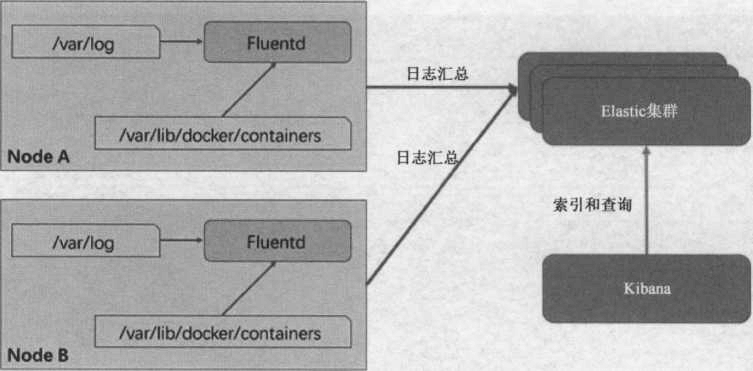 /var/log
Fluentd
/var/lib/docker/containers
Node A
日志汇总
日志汇总
Elastic集群
索引和查询
Kibana
/var/log
Fluentd
/var/lib/docker/containers
Node B